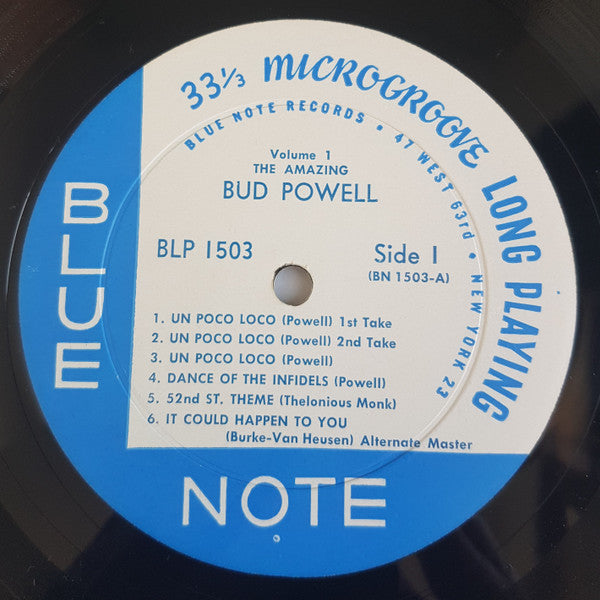 33⅓ MICROGROOVE LONG PLAYING
BLUE NOTE RECORDS • 47 WEST 63rd • NEW YORK 23
Volume 1
THE AMAZING
BUD POWELL
BLP 1503
Side 1
(BN 1503-A)
1. UN POCO LOCO (Powell) 1st Take
2. UN POCO LOCO (Powell) 2nd Take
3. UN POCO LOCO (Powell)
4. DANCE OF THE INFIDELS (Powell)
5. 52nd ST. THEME (Thelonious Monk)
6. IT COULD HAPPEN TO YOU
(Burke-Van Heusen) Alternate Master
BLUE
NOTE